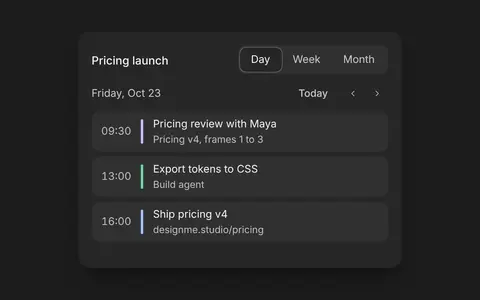 Pricing launch
Day Week Month
Friday, Oct 23
Today
09:30
Pricing review with Maya
Pricing v4, frames 1 to 3
13:00
Export tokens to CSS
Build agent
16:00
Ship pricing v4
designme.studio/pricing